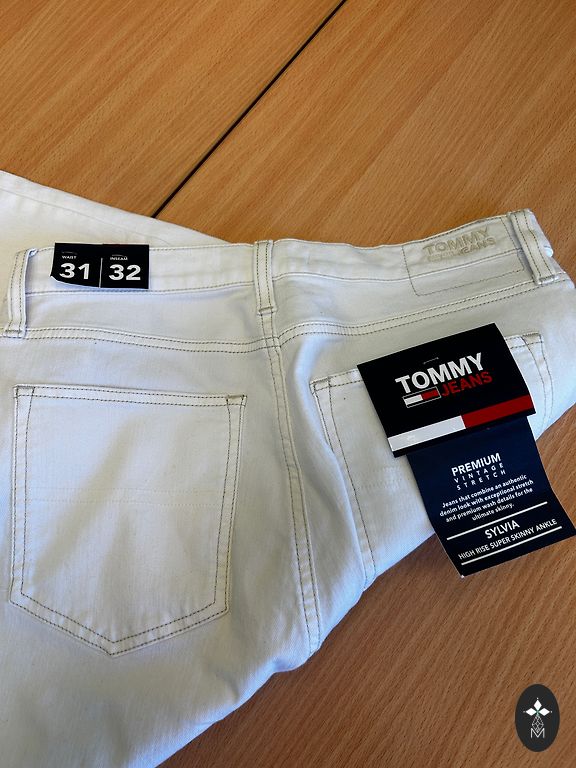 WAIST INSEAM
31 32
TOMMY
JEANS
TOMMY
JEANS
PREMIUM
VINTAGE
STRETCH
Jeans that combine an authentic
denim look with exceptional stretch
and premium wash details for the
ultimate skinny.
SYLVIA
HIGH RISE SUPER SKINNY ANKLE
M